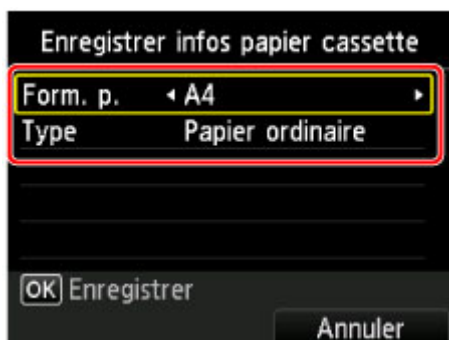 Enregistrer infos papier cassette
Form. p. A4
Type Papier ordinaire
OK Enregistrer
Annuler